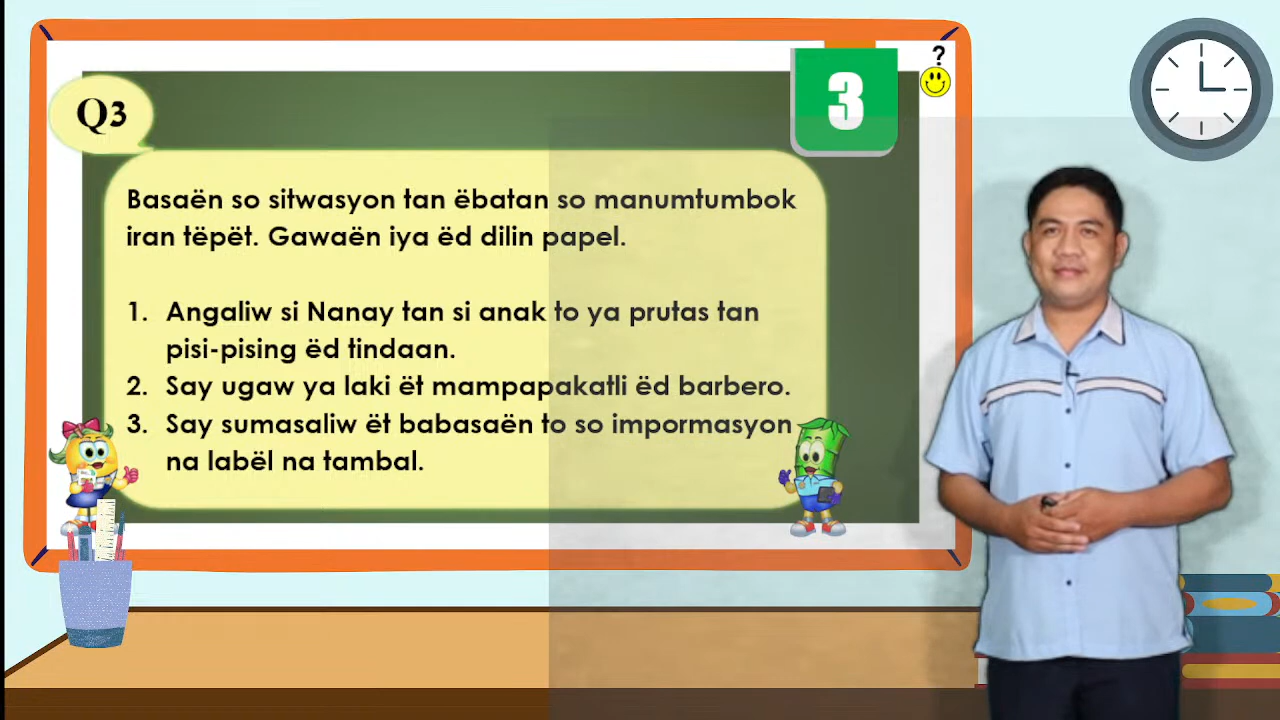 ?
3
Q3
Basaën so sitwasyon tan ëbatan so manumtumbok
iran tëpët. Gawaën iya ëd dilin papel.
1. Angaliw si Nanay tan si anak to ya prutas tan
pisi-pising ëd tindaan.
2. Say ugaw ya laki ët mampapakatli ëd barbero.
3. Say sumasaliw ët babasaën to so impormasyon
na labël na tambal.